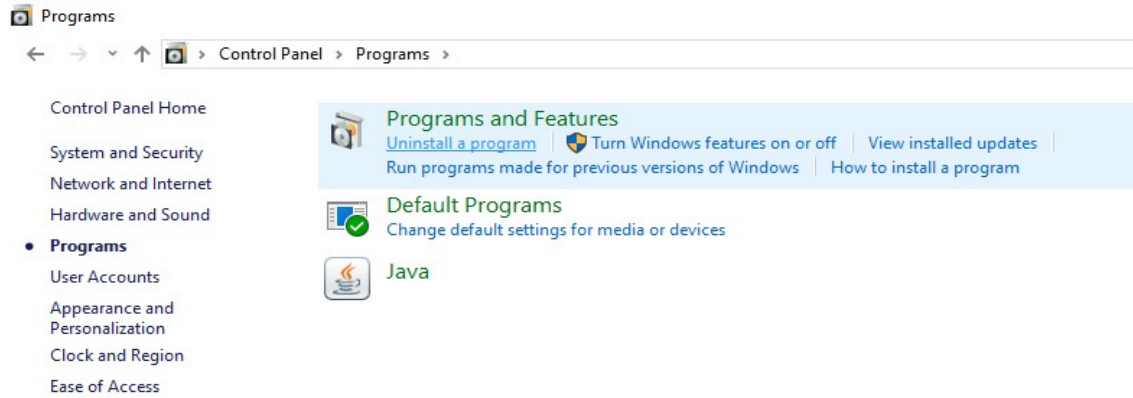 Programs
Control Panel > Programs >
Control Panel Home
System and Security
Network and Internet
Hardware and Sound
Programs
User Accounts
Appearance and
Personalization
Clock and Region
Ease of Access
Programs and Features
Uninstall a program | Turn Windows features on or off | View installed updates |
Run programs made for previous versions of Windows | How to install a program
Default Programs
Change default settings for media or devices
Java